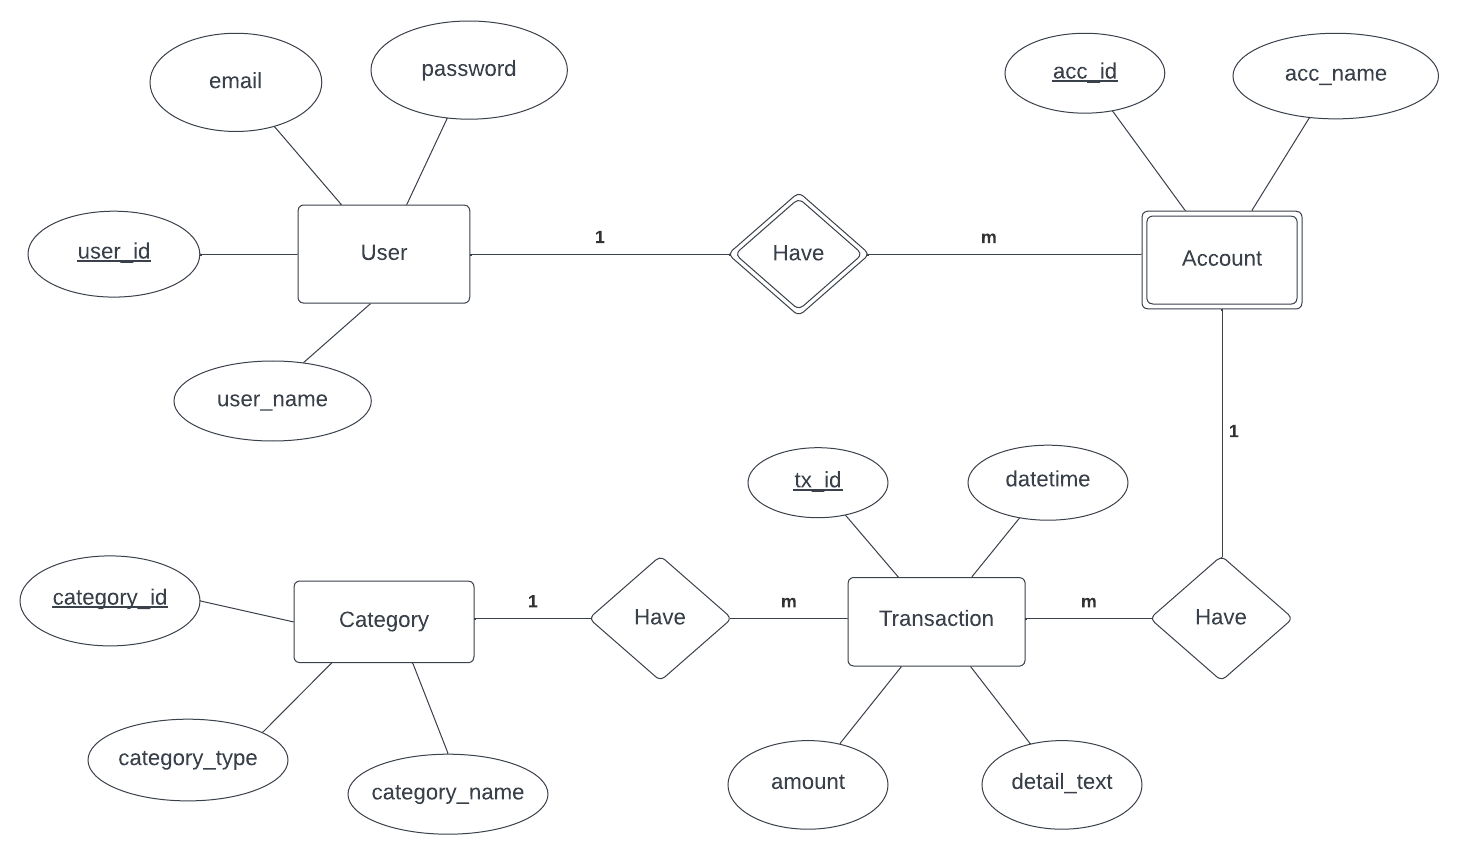 email
password
acc_id
acc_name
user_id
User
1
Have
m
Account
user_name
1
tx_id
datetime
category_id
Category
1
Have
m
Transaction
m
Have
category_type
category_name
amount
detail_text